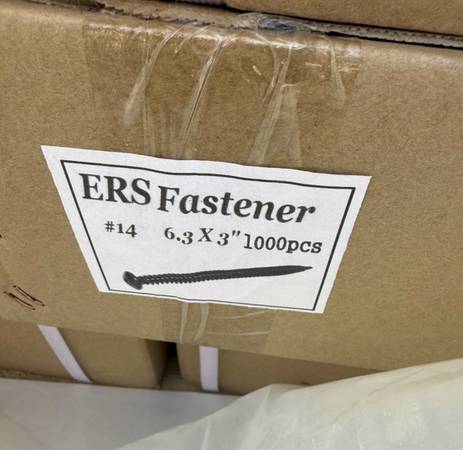 ERS Fastener
#14 6.3 X 3" 1000pcs